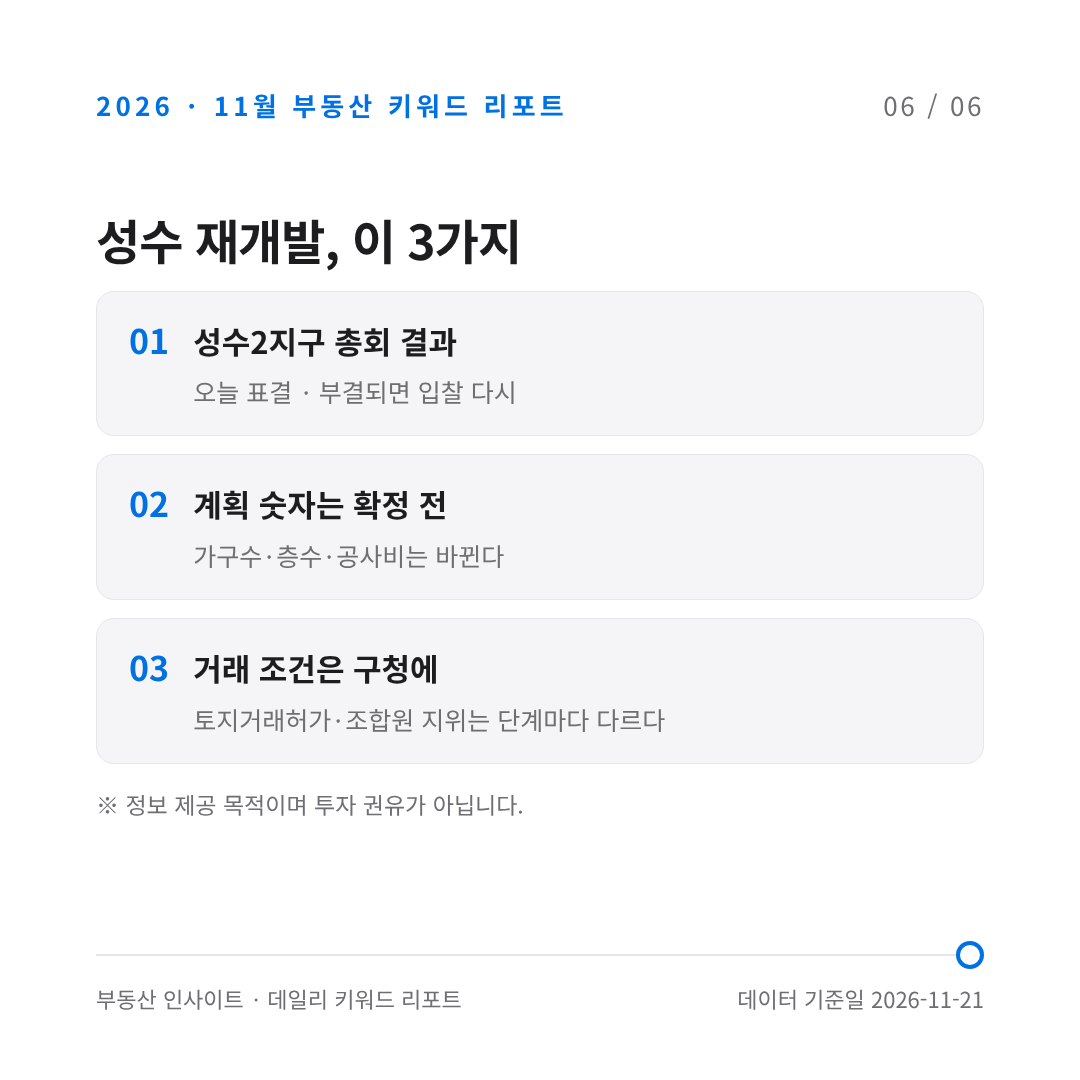 2026 · 11월 부동산 키워드 리포트
06 / 06
성수 재개발, 이 3가지
01 성수2지구 총회 결과
오늘 표결 · 부결되면 입찰 다시
02 계획 숫자는 확정 전
가구수·층수·공사비는 바뀐다
03 거래 조건은 구청에
토지거래허가·조합원 지위는 단계마다 다르다
※ 정보 제공 목적이며 투자 권유가 아닙니다.
부동산 인사이트 · 데일리 키워드 리포트
데이터 기준일 2026-11-21